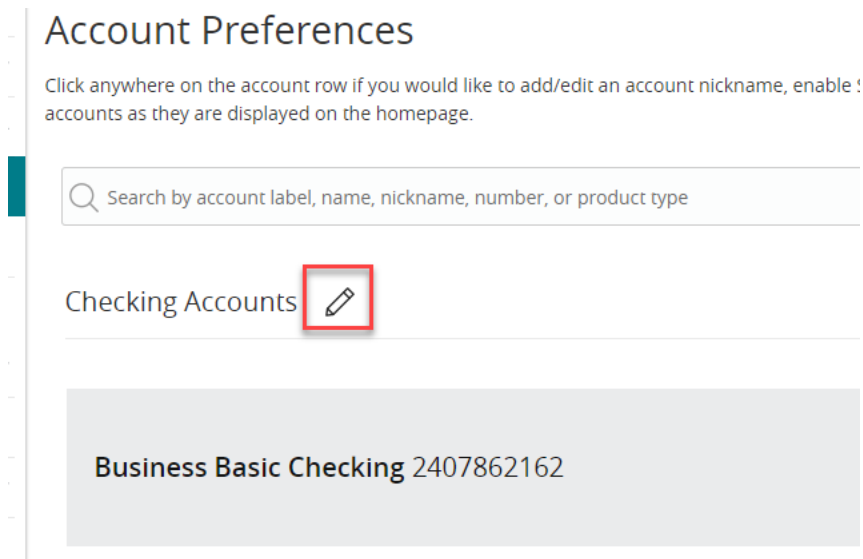 Account Preferences
Click anywhere on the account row if you would like to add/edit an account nickname, enable
accounts as they are displayed on the homepage.
Search by account label, name, nickname, number, or product type
Checking Accounts
Business Basic Checking 2407862162